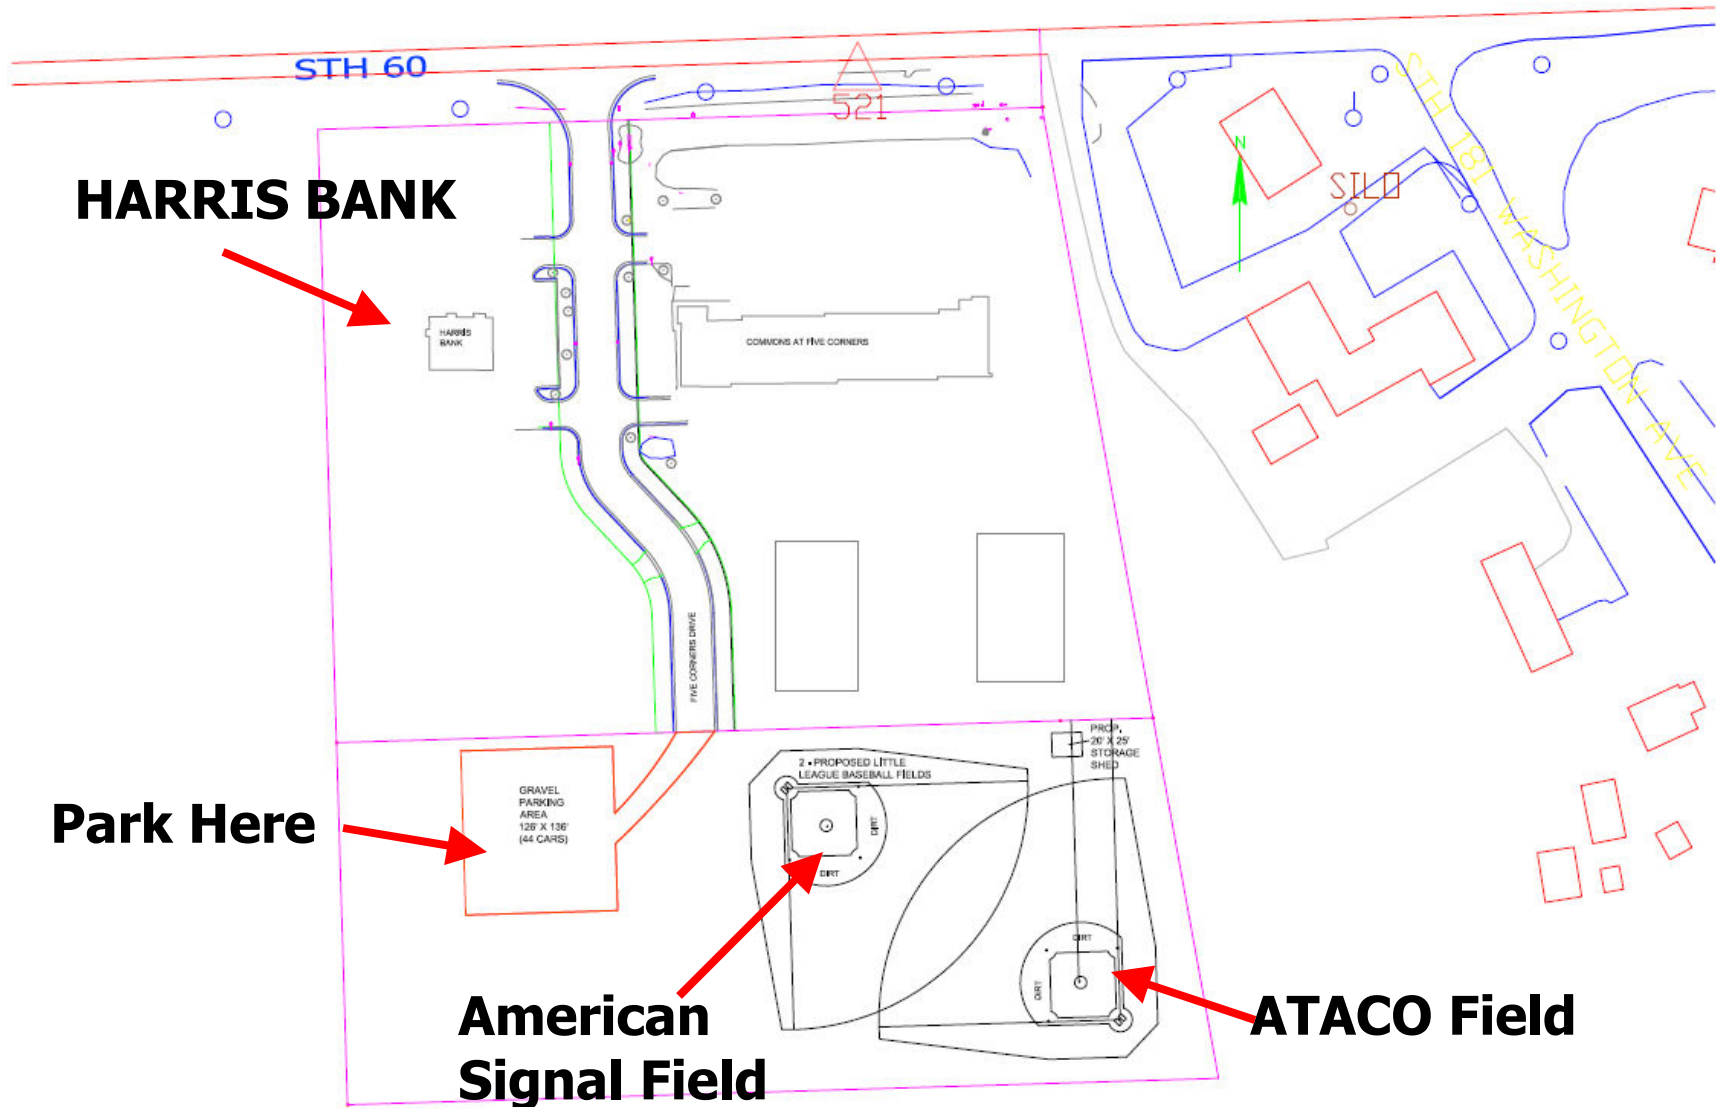 STH 60
521
STH 181 WASHINGTON AVE
N
SILO
HARRIS BANK
HARRIS
BANK
COMMONS AT FIVE CORNERS
FIVE CORNERS DRIVE
PROP.
20' X 25'
STORAGE
SHED
2 - PROPOSED LITTLE
LEAGUE BASEBALL FIELDS
GRAVEL
PARKING
AREA
126' X 136'
(44 CARS)
Park Here
DIRT
DIRT
DIRT
DIRT
American
Signal Field
ATACO Field